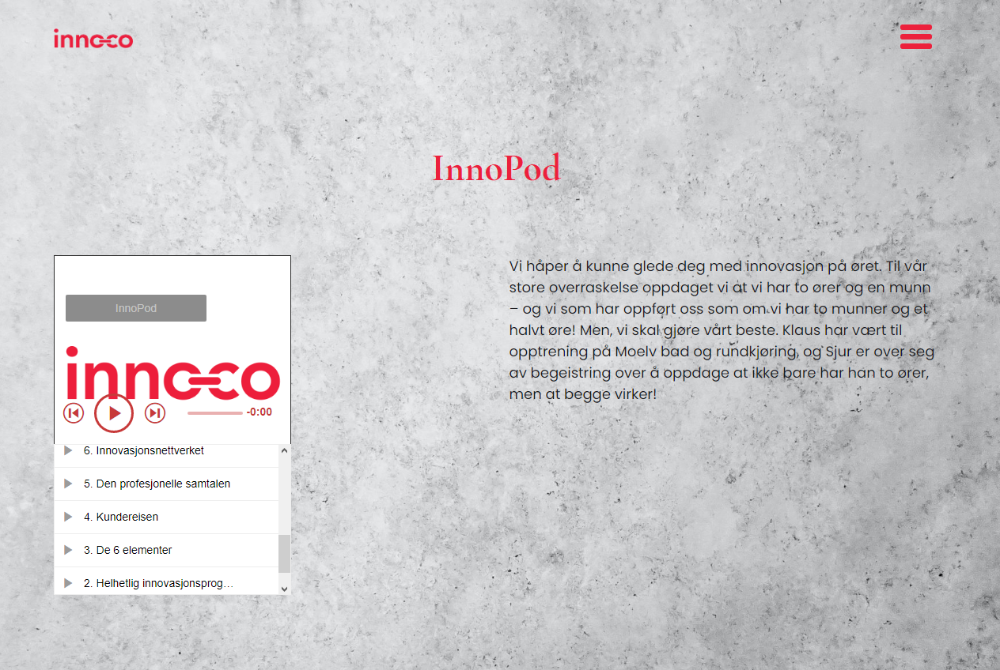 innoco
InnoPod
InnoPod
innoco
-0:00
6. Innovasjonsnettverket
5. Den profesjonelle samtalen
4. Kundereisen
3. De 6 elementer
2. Helhetlig innovasjonsprog…
Vi håper å kunne glede deg med innovasjon på øret. Til vår
store overraskelse oppdaget vi at vi har to ører og en munn
– og vi som har oppført oss som om vi har to munner og et
halvt øre! Men, vi skal gjøre vårt beste. Klaus har vært til
opptrening på Moelv bad og rundkjøring, og Sjur er over seg
av begeistring over å oppdage at ikke bare har han to ører,
men at begge virker!